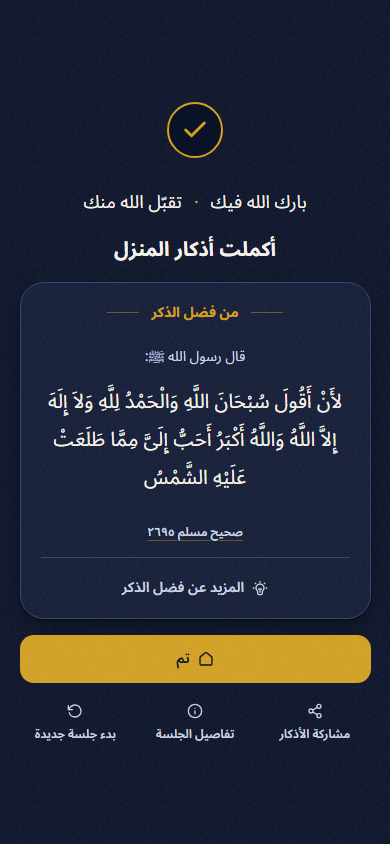 بارك الله فيك · تقبّل الله منك
أكملت أذكار المنزل
من فضل الذكر
قال رسول الله ﷺ:
لأَنْ أَقُولَ سُبْحَانَ اللَّهِ وَالْحَمْدُ لِلَّهِ وَلاَ إِلَهَ
إِلاَّ اللَّهُ وَاللَّهُ أَكْبَرُ أَحَبُّ إِلَىَّ مِمَّا طَلَعَتْ
عَلَيْهِ الشَّمْسُ
صحيح مسلم ٢٦٩٥
المزيد عن فضل الذكر
تم
مشاركة الأذكار
تفاصيل الجلسة
بدء جلسة جديدة